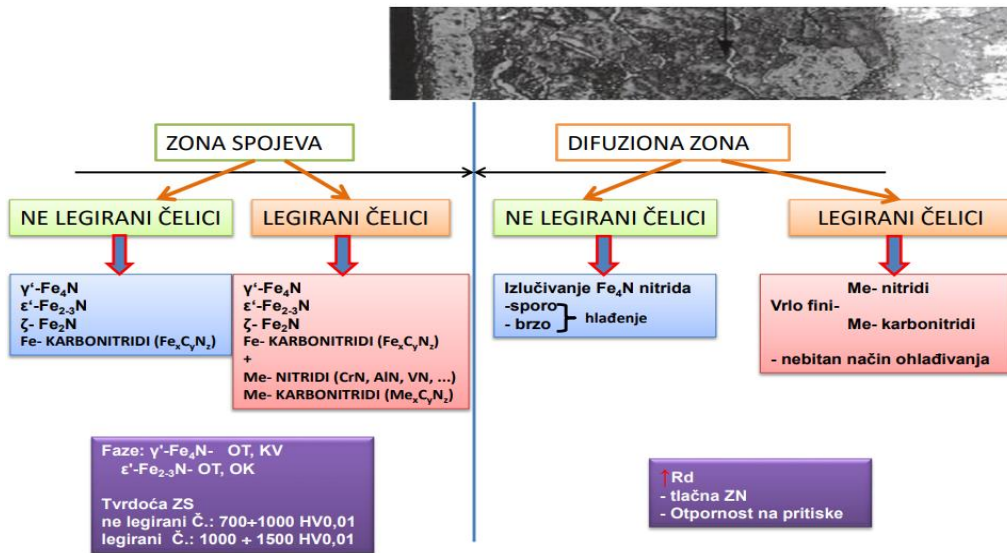 ZONA SPOJEVA
DIFUZIONA ZONA
NE LEGIRANI ČELICI
LEGIRANI ČELICI
NE LEGIRANI ČELICI
LEGIRANI ČELICI
γ‘-Fe₄N
ε‘-Fe₂₋₃N
ζ- Fe₂N
Fe- KARBONITRIDI (FeₓCᵧN_z)
γ‘-Fe₄N
ε‘-Fe₂₋₃N
ζ- Fe₂N
Fe- KARBONITRIDI (FeₓCᵧN_z)
+
Me- NITRIDI (CrN, AlN, VN, ...)
Me- KARBONITRIDI (MeₓCᵧN_z)
Izlučivanje Fe₄N nitrida
-sporo
- brzo
hlađenje
Me- nitridi
Vrlo fini-
Me- karbonitridi
- nebitan način ohlađivanja
Faze: γ'-Fe₄N- OT, KV
ε'-Fe₂₋₃N- OT, OK
Tvrdoća ZS
ne legirani Č.: 700÷1000 HV0,01
legirani Č.: 1000 ÷ 1500 HV0,01
↑Rd
- tlačna ZN
- Otpornost na pritiske